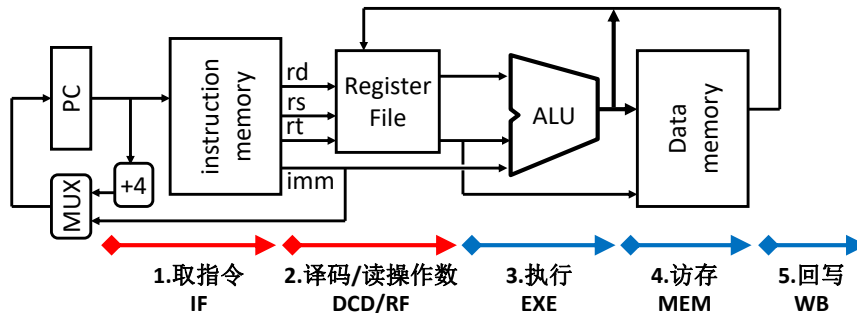 PC
+4
MUX
instruction
memory
rd
rs
rt
imm
Register
File
ALU
Data
memory
1.取指令
IF
2.译码/读操作数
DCD/RF
3.执行
EXE
4.访存
MEM
5.回写
WB